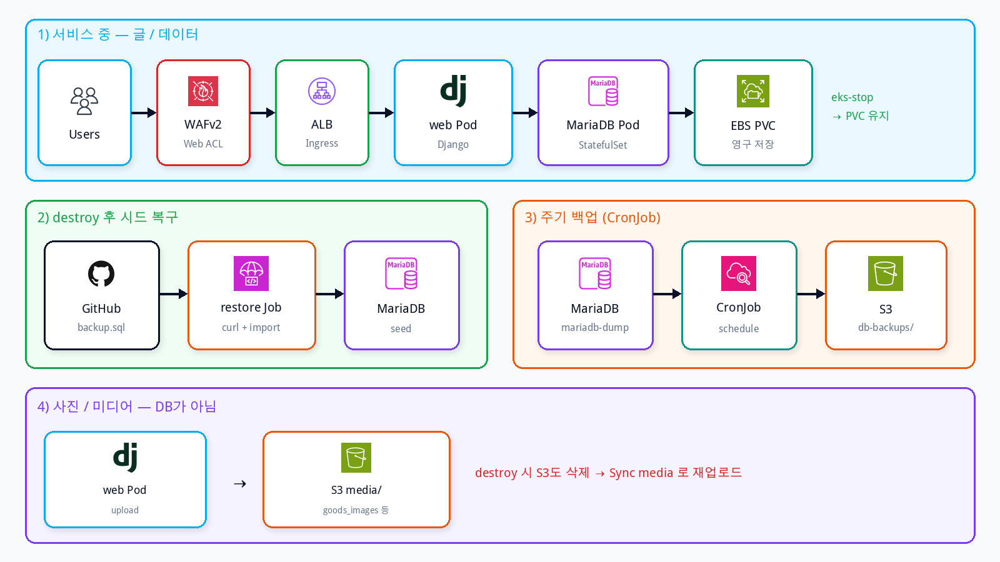 1) 서비스 중 — 글 / 데이터
Users
WAFv2
Web ACL
ALB
Ingress
dj
web Pod
Django
MariaDB
MariaDB Pod
StatefulSet
EBS PVC
영구 저장
eks-stop
→ PVC 유지
2) destroy 후 시드 복구
GitHub
backup.sql
restore Job
curl + import
MariaDB
MariaDB
seed
3) 주기 백업 (CronJob)
MariaDB
MariaDB
mariadb-dump
CronJob
schedule
S3
db-backups/
4) 사진 / 미디어 — DB가 아님
dj
web Pod
upload
→
S3 media/
goods_images 등
destroy 시 S3도 삭제 → Sync media 로 재업로드